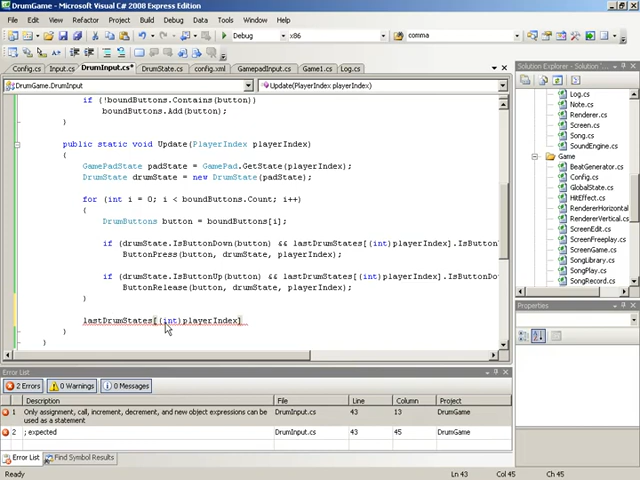 DrumGame - Microsoft Visual C# 2008 Express Edition
File Edit View Refactor Project Build Debug Data Tools Window Help
Debug x86 comma
Config.cs Input.cs DrumInput.cs* DrumState.cs config.xml GamepadInput.cs Game1.cs Log.cs
DrumGame.DrumInput Update(PlayerIndex playerIndex)
if (!boundButtons.Contains(button))
boundButtons.Add(button);
}
public static void Update(PlayerIndex playerIndex)
{
GamePadState padState = GamePad.GetState(playerIndex);
DrumState drumState = new DrumState(padState);
for (int i = 0; i < boundButtons.Count; i++)
{
DrumButtons button = boundButtons[i];
if (drumState.IsButtonDown(button) && lastDrumStates[(int)playerIndex].IsButton
ButtonPress(button, drumState, playerIndex);
if (drumState.IsButtonUp(button) && lastDrumStates[(int)playerIndex].IsButtonDow
ButtonRelease(button, drumState, playerIndex);
}
lastDrumStates[(int)playerIndex]
}
}
Solution Explorer - Solution ...
Log.cs
Note.cs
Renderer.cs
Screen.cs
Song.cs
SoundEngine.cs
Game
BeatGenerator.cs
Config.cs
GlobalState.cs
HitEffect.cs
RendererHorizontal
RendererVertical.cs
ScreenEdit.cs
ScreenFreeplay.cs
ScreenGame.cs
SongLibrary.cs
SongPlay.cs
SongRecord.cs
Properties
Error List
2 Errors 0 Warnings 0 Messages
Description File Line Column Project
1 Only assignment, call, increment, decrement, and new object expressions can be used as a statement DrumInput.cs 43 13 DrumGame
2 ; expected DrumInput.cs 43 45 DrumGame
Error List Find Symbol Results
Ready Ln 43 Col 45 Ch 45